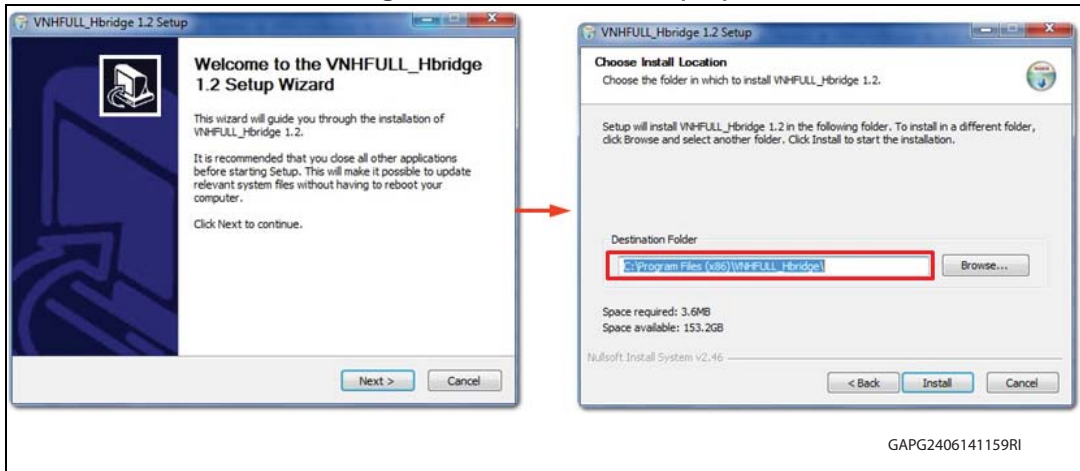 VNHFULL_Hbridge 1.2 Setup
Welcome to the VNHFULL_Hbridge
1.2 Setup Wizard
This wizard will guide you through the installation of
VNHFULL_Hbridge 1.2.
It is recommended that you close all other applications
before starting Setup. This will make it possible to update
relevant system files without having to reboot your
computer.
Click Next to continue.
Next >
Cancel
VNHFULL_Hbridge 1.2 Setup
Choose Install Location
Choose the folder in which to install VNHFULL_Hbridge 1.2.
Setup will install VNHFULL_Hbridge 1.2 in the following folder. To install in a different folder,
click Browse and select another folder. Click Install to start the installation.
Destination Folder
C:\Program Files (x86)\VNHFULL_Hbridge\
Browse...
Space required: 3.6MB
Space available: 153.2GB
Nullsoft Install System v2.46
< Back
Install
Cancel
GAPG2406141159RI